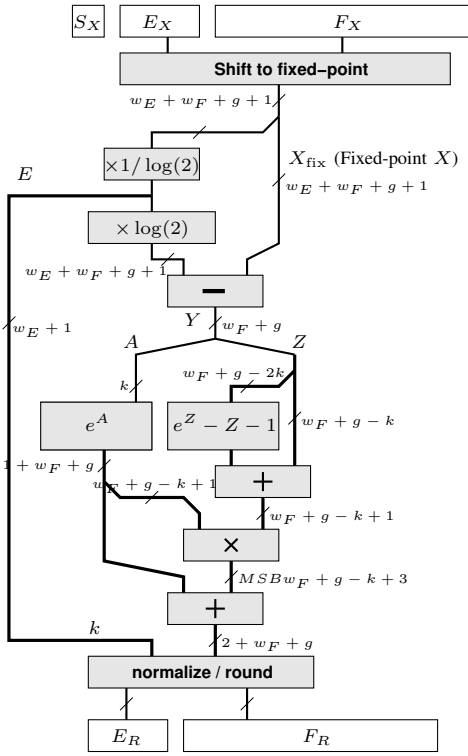 S_X E_X F_X
Shift to fixed–point
w_E + w_F + g + 1
×1/ log(2)
X_fix (Fixed-point X)
E
w_E + w_F + g + 1
× log(2)
w_E + w_F + g + 1
−
w_E + 1
Y w_F + g
A Z
w_F + g − 2k
k
e^A e^Z − Z − 1 w_F + g − k
1 + w_F + g
w_F + g − k + 1
+
w_F + g − k + 1
×
MSBw_F + g − k + 3
+
k 2 + w_F + g
normalize / round
E_R F_R